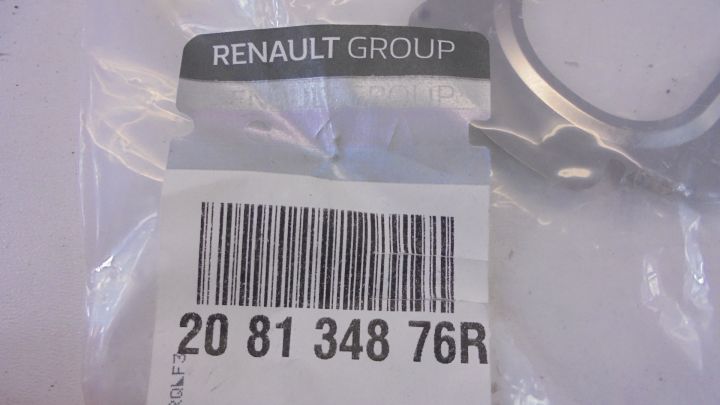 RENAULT GROUP
20 81 348 76R